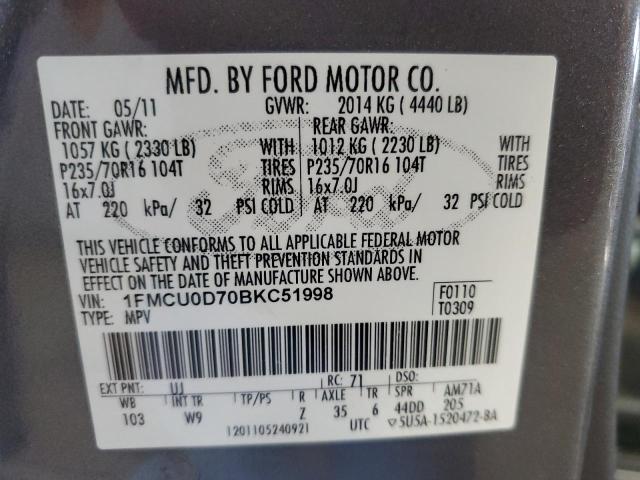 MFD. BY FORD MOTOR CO.
DATE: 05/11 GVWR: 2014 KG ( 4440 LB)
FRONT GAWR: REAR GAWR:
1057 KG ( 2330 LB) WITH 1012 KG ( 2230 LB) WITH
P235/70R16 104T TIRES P235/70R16 104T TIRES
16x7.0J RIMS 16x7.0J RIMS
AT 220 kPa/ 32 PSI COLD AT 220 kPa/ 32 PSI COLD
THIS VEHICLE CONFORMS TO ALL APPLICABLE FEDERAL MOTOR
VEHICLE SAFETY AND THEFT PREVENTION STANDARDS IN
EFFECT ON THE DATE OF MANUFACTURE SHOWN ABOVE.
VIN: 1FMCU0D70BKC51998 F0110
TYPE: MPV T0309
EXT PNT: UJ RC: 71 DSO:
WB INT TR TP/PS R AXLE TR SPR AM71A
103 W9 Z 35 6 44DD 205
1201105240921 UTC ▽5U5A-1520472-BA